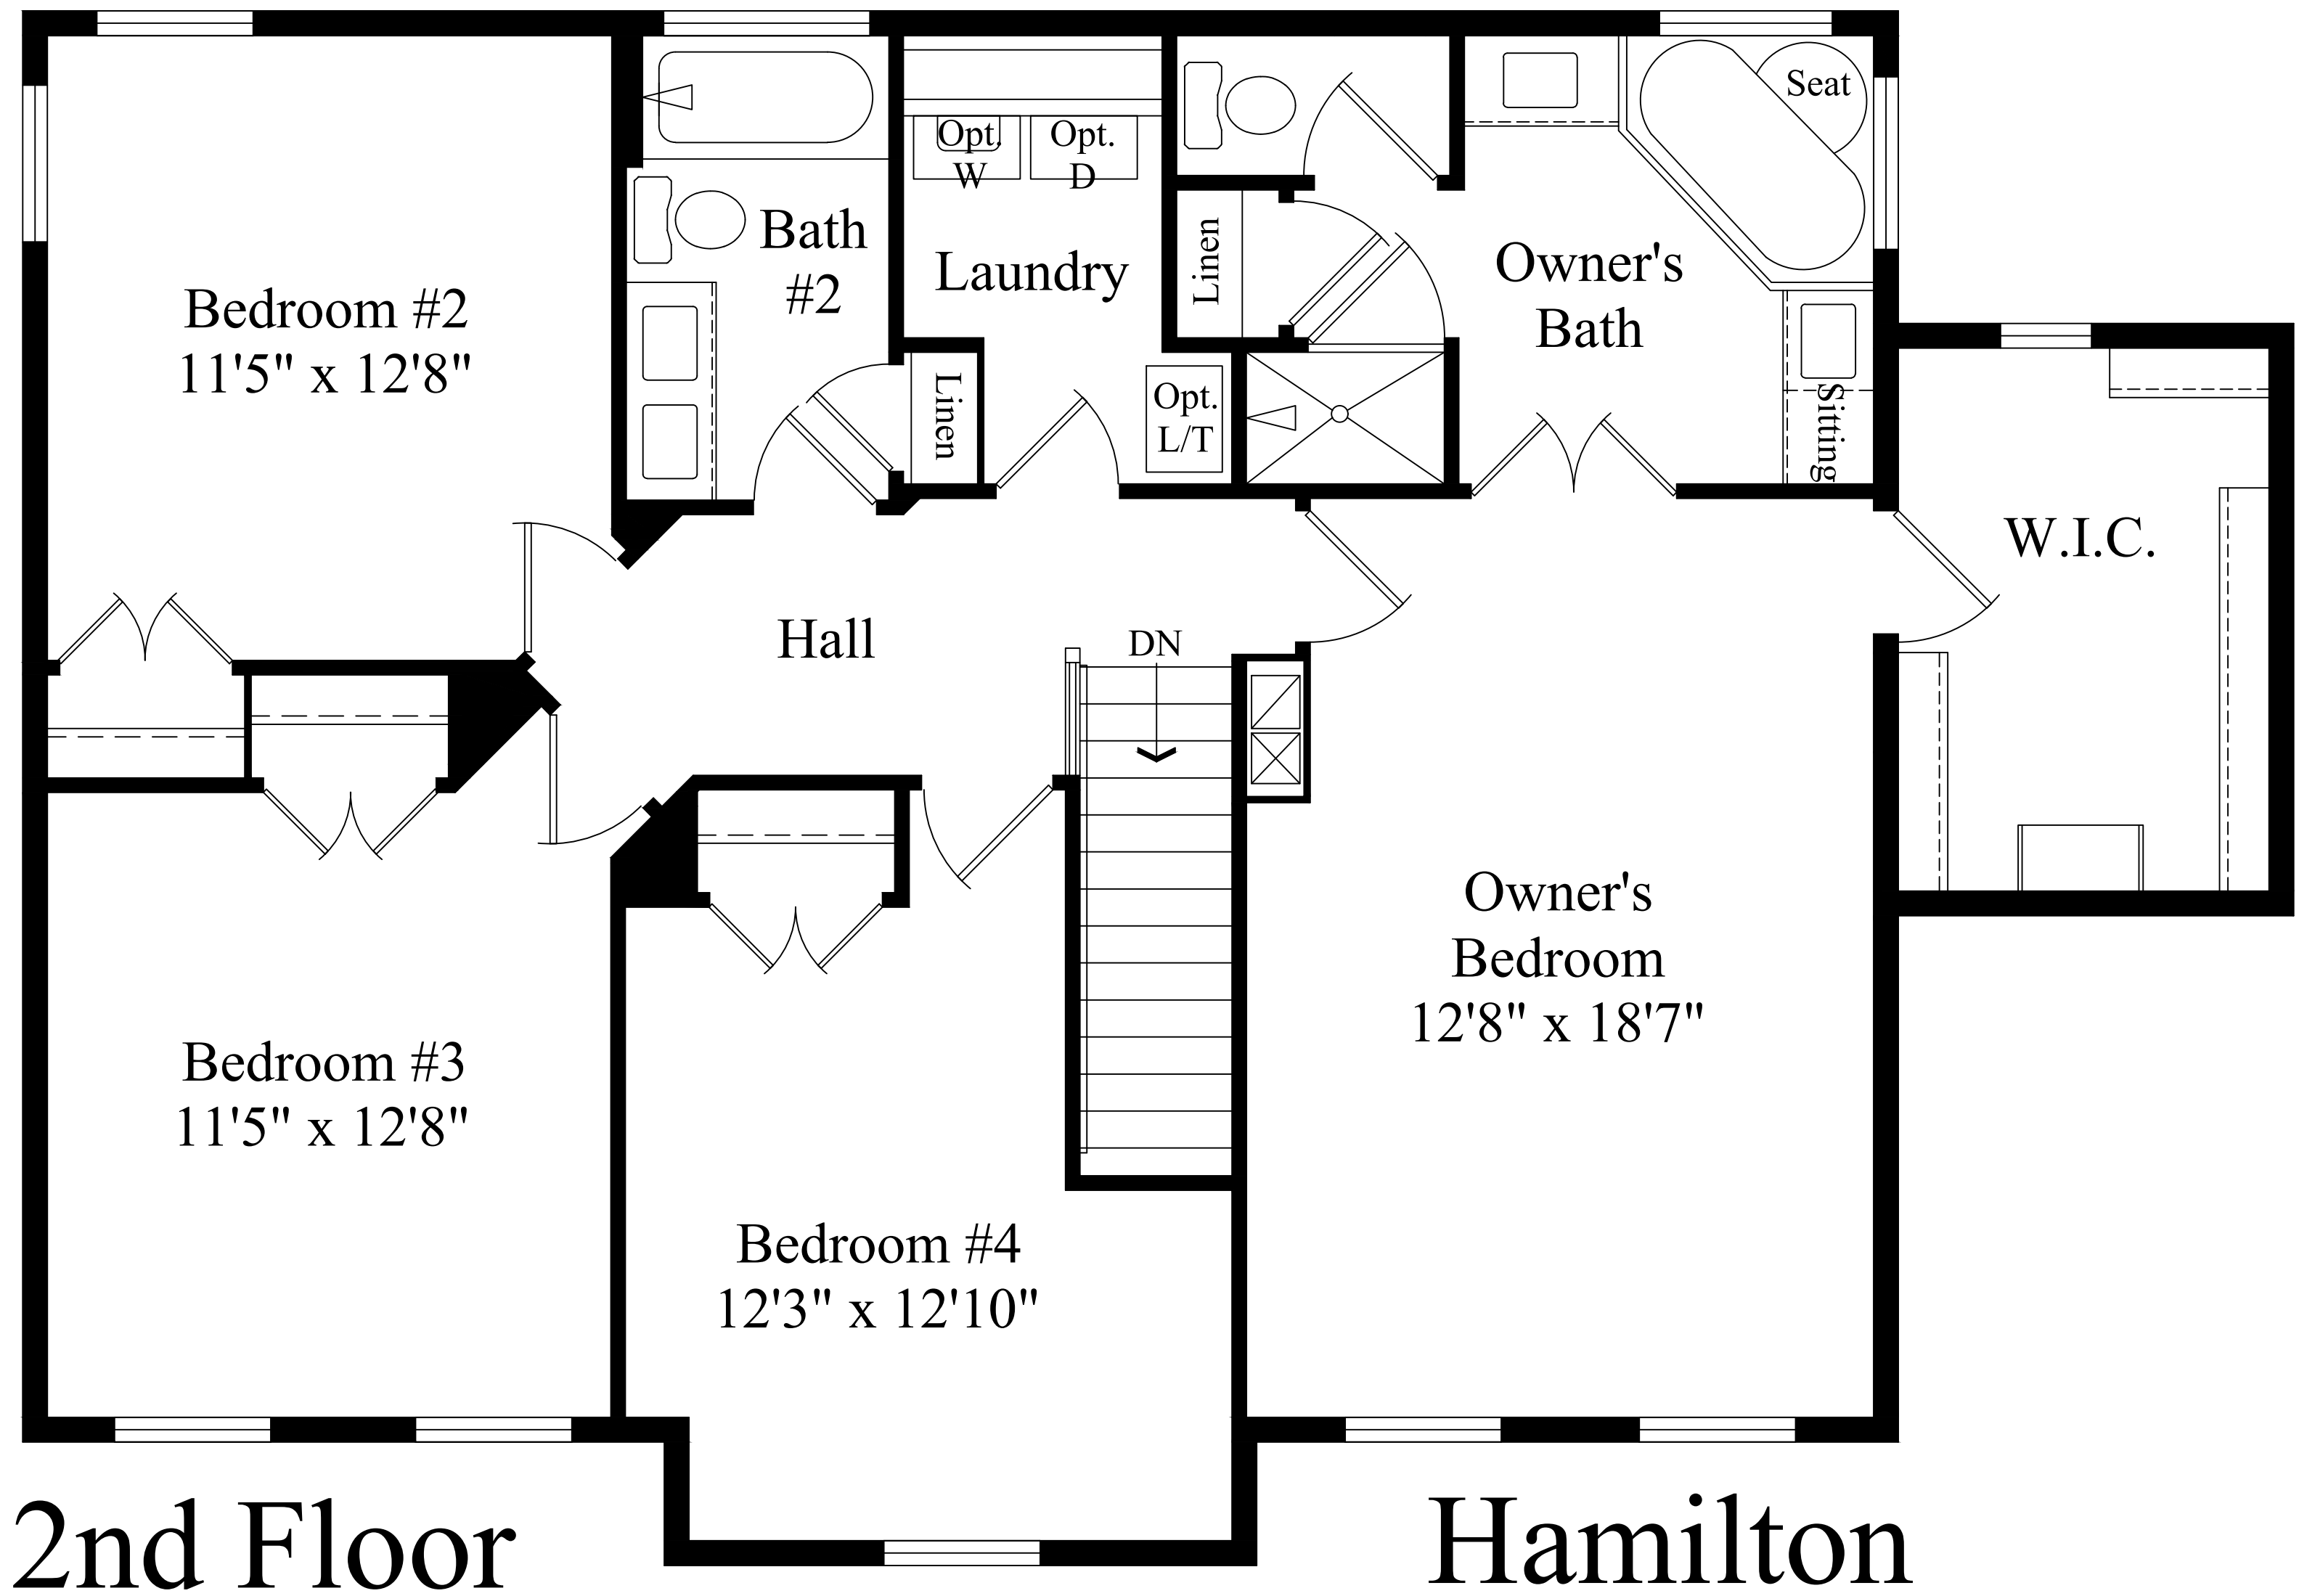 Seat
Opt.
W
Opt.
D
Bath
#2
Laundry
Linen
Owner's
Bath
Bedroom #2
11'5" x 12'8"
Linen
Opt.
L/T
Sitting
W.I.C.
Hall
DN
Owner's
Bedroom
12'8" x 18'7"
Bedroom #3
11'5" x 12'8"
Bedroom #4
12'3" x 12'10"
2nd Floor
Hamilton